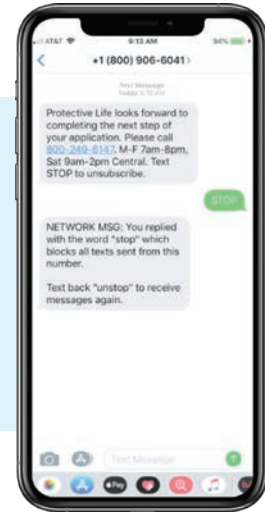 AT&T
9:13 AM
94%
+1 (800) 906-6041
Text Message
Today 9:10 AM
Protective Life looks forward to
completing the next step of
your application. Please call
800-249-6147. M-F 7am-8pm,
Sat 9am-2pm Central. Text
STOP to unsubscribe.
STOP
NETWORK MSG: You replied
with the word "stop" which
blocks all texts sent from this
number.
Text back "unstop" to receive
messages again.
Text Message
Pay